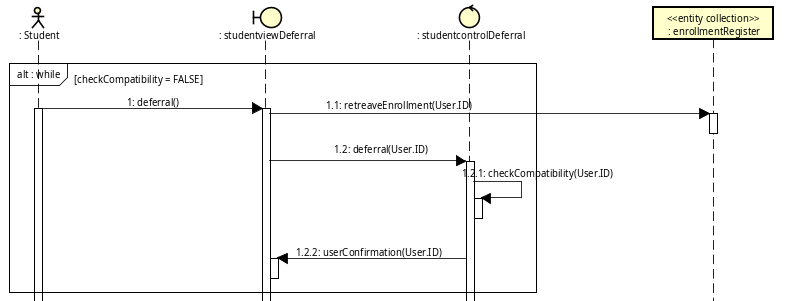 : Student
: studentviewDeferral
: studentcontrolDeferral
<<entity collection>>
: enrollmentRegister
alt : while
[checkCompatibility = FALSE]
1: deferral()
1.1: retreaveEnrollment(User.ID)
1.2: deferral(User.ID)
1.2.1: checkCompatibility(User.ID)
1.2.2: userConfirmation(User.ID)